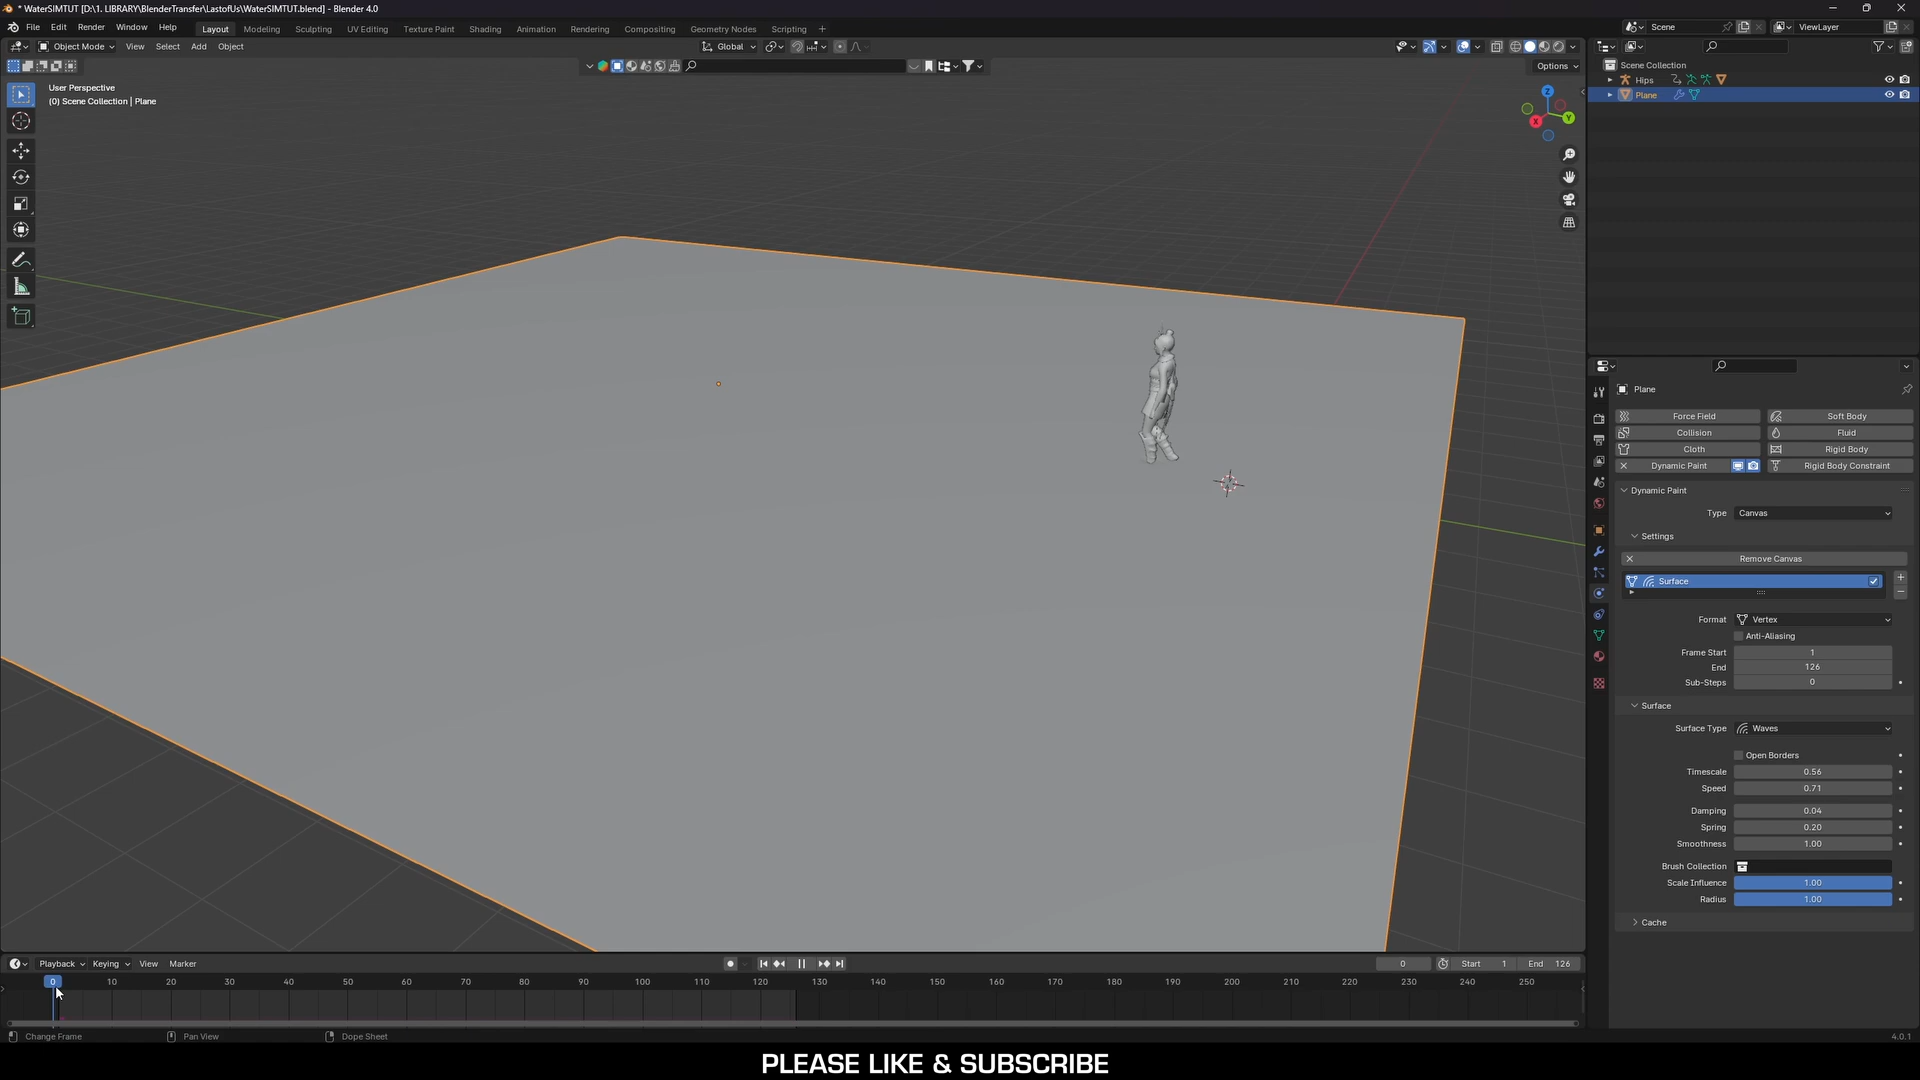 * WaterSIMTUT [D:\1. LIBRARY\BlenderTransfer\LastofUs\WaterSIMTUT.blend] - Blender 4.0
File Edit Render Window Help Layout Modeling Sculpting UV Editing Texture Paint Shading Animation Rendering Compositing Geometry Nodes Scripting + Scene ViewLayer
Object Mode View Select Add Object Global
Options
User Perspective
(0) Scene Collection | Plane
Z
Y
X
Scene Collection
Hips
Plane
Plane
Force Field Soft Body
Collision Fluid
Cloth Rigid Body
Dynamic Paint Rigid Body Constraint
Dynamic Paint
Type Canvas
Settings
Remove Canvas
Surface
Format Vertex
Anti-Aliasing
Frame Start 1
End 126
Sub-Steps 0
Surface
Surface Type Waves
Open Borders
Timescale 0.56
Speed 0.71
Damping 0.04
Spring 0.20
Smoothness 1.00
Brush Collection
Scale Influence 1.00
Radius 1.00
Cache
Playback Keying View Marker 0 Start 1 End 126
0 10 20 30 40 50 60 70 80 90 100 110 120 130 140 150 160 170 180 190 200 210 220 230 240 250
Change Frame Pan View Dope Sheet 4.0.1
PLEASE LIKE & SUBSCRIBE